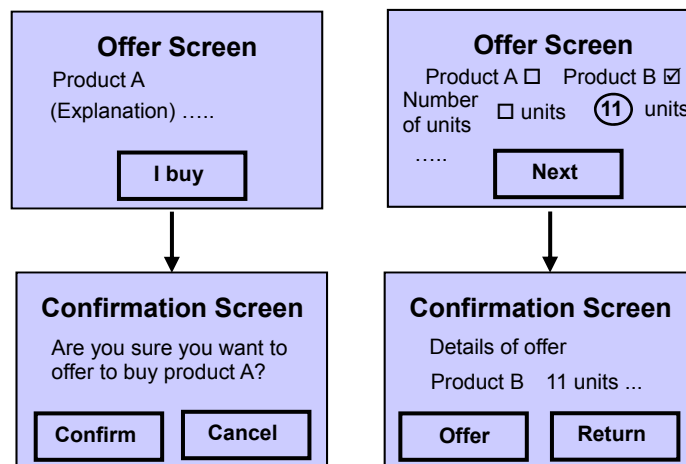 Offer Screen
Product A
(Explanation) …..
I buy
Confirmation Screen
Are you sure you want to
offer to buy product A?
Confirm Cancel
Offer Screen
Product A ☐ Product B ☑
Number
of units ☐ units 11 units
…..
Next
Confirmation Screen
Details of offer
Product B 11 units ...
Offer Return